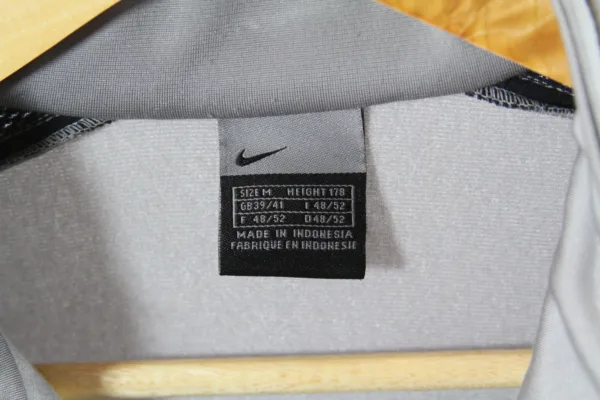 SIZE M HEIGHT 178
GB39/41 I 48/52
F 48/52 D48/52
MADE IN INDONESIA
FABRIQUE EN INDONESIE